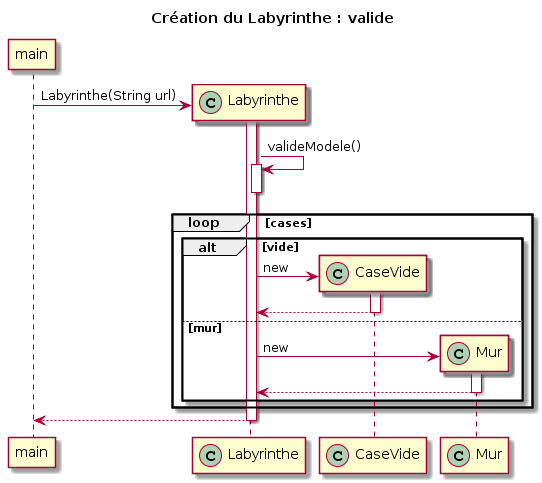 Création du Labyrinthe : valide
main
Labyrinthe(String url)
C Labyrinthe
valideModele()
loop [cases]
alt [vide]
new
C CaseVide
[mur]
new
C Mur
main
C Labyrinthe
C CaseVide
C Mur